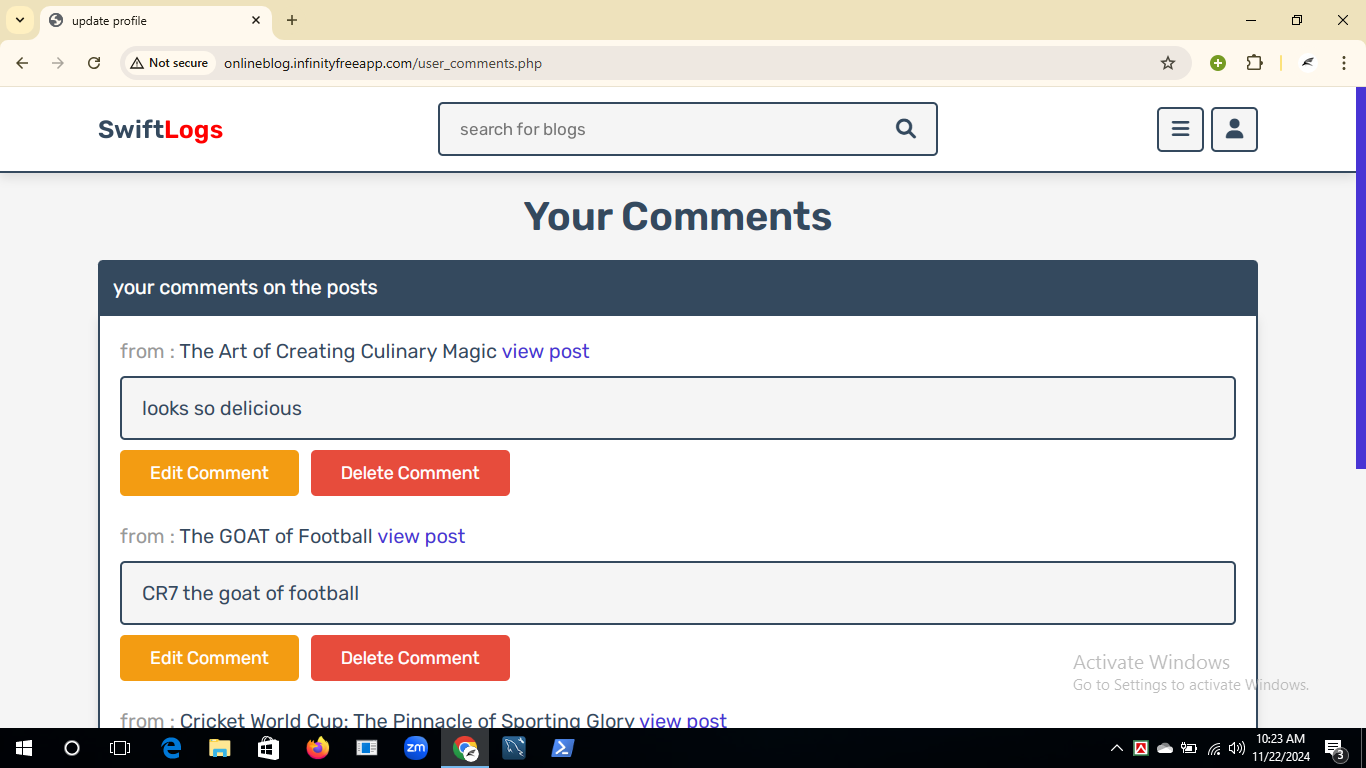 update profile
Not secure
onlineblog.infinityfreeapp.com/user_comments.php
SwiftLogs
search for blogs
Your Comments
your comments on the posts
from : The Art of Creating Culinary Magic view post
looks so delicious
Edit Comment Delete Comment
from : The GOAT of Football view post
CR7 the goat of football
Edit Comment Delete Comment
Activate Windows
Go to Settings to activate Windows.
from : Cricket World Cup: The Pinnacle of Sporting Glory view post
zm
10:23 AM
11/22/2024
3